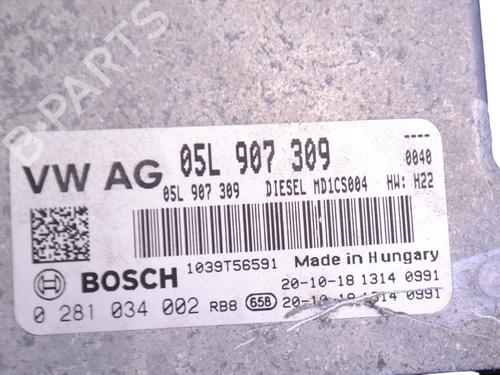 B-PARTS
VW AG 05L 907 309
---- 0040
05L 907 309 DIESEL MD1CS004 HW: H22
BOSCH 1039T56591 Made in Hungary
20-10-18 1314 0991
0 281 034 002 RB8 658 20-10-18 1314 0991